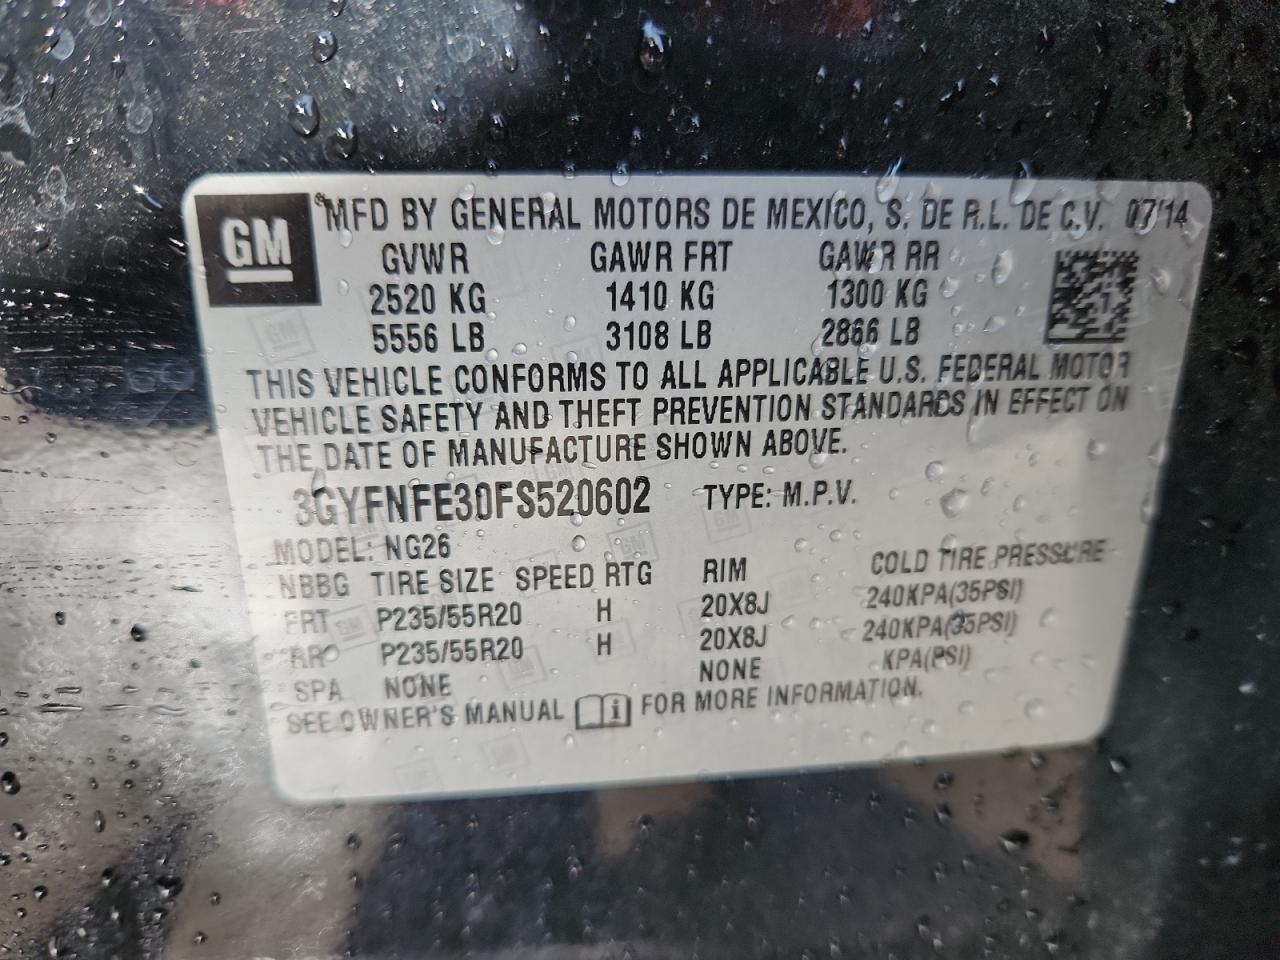 GM
®MFD BY GENERAL MOTORS DE MEXICO, S. DE R.L. DE C.V. 07/14
GVWR GAWR FRT GAWR RR
2520 KG 1410 KG 1300 KG
5556 LB 3108 LB 2866 LB
THIS VEHICLE CONFORMS TO ALL APPLICABLE U.S. FEDERAL MOTOR
VEHICLE SAFETY AND THEFT PREVENTION STANDARDS IN EFFECT ON
THE DATE OF MANUFACTURE SHOWN ABOVE.
3GYFNFE30FS520602 TYPE: M.P.V.
MODEL: NG26
NBBG TIRE SIZE SPEED RTG RIM COLD TIRE PRESSURE
FRT P235/55R20 H 20X8J 240KPA(35PSI)
RR P235/55R20 H 20X8J 240KPA(35PSI)
SPA NONE NONE KPA(PSI)
SEE OWNER'S MANUAL i FOR MORE INFORMATION.